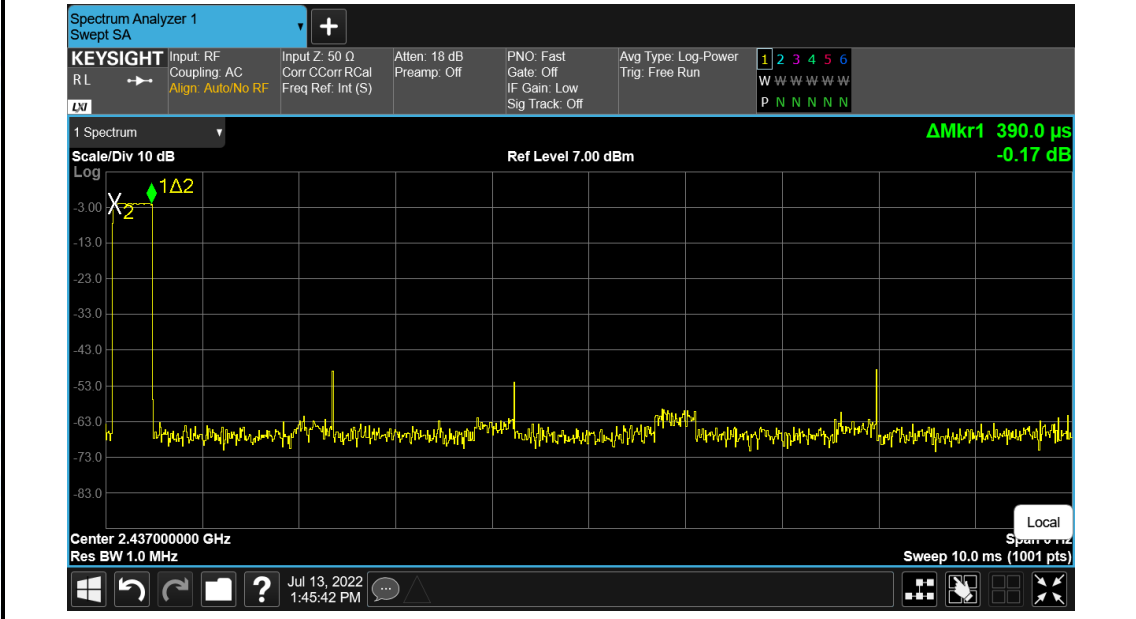 Spectrum Analyzer 1
Swept SA
KEYSIGHT
R L
LXI
Input: RF
Coupling: AC
Align: Auto/No RF
Input Z: 50 Ω
Corr CCorr RCal
Freq Ref: Int (S)
Atten: 18 dB
Preamp: Off
PNO: Fast
Gate: Off
IF Gain: Low
Sig Track: Off
Avg Type: Log-Power
Trig: Free Run
1 2 3 4 5 6
W W W W W W
P N N N N N
1 Spectrum
ΔMkr1 390.0 µs
-0.17 dB
Scale/Div 10 dB
Ref Level 7.00 dBm
Log
1Δ2
2
-3.00
-13.0
-23.0
-33.0
-43.0
-53.0
-63.0
-73.0
-83.0
Local
Center 2.437000000 GHz
Res BW 1.0 MHz
Span 0 Hz
Sweep 10.0 ms (1001 pts)
?
Jul 13, 2022
1:45:42 PM